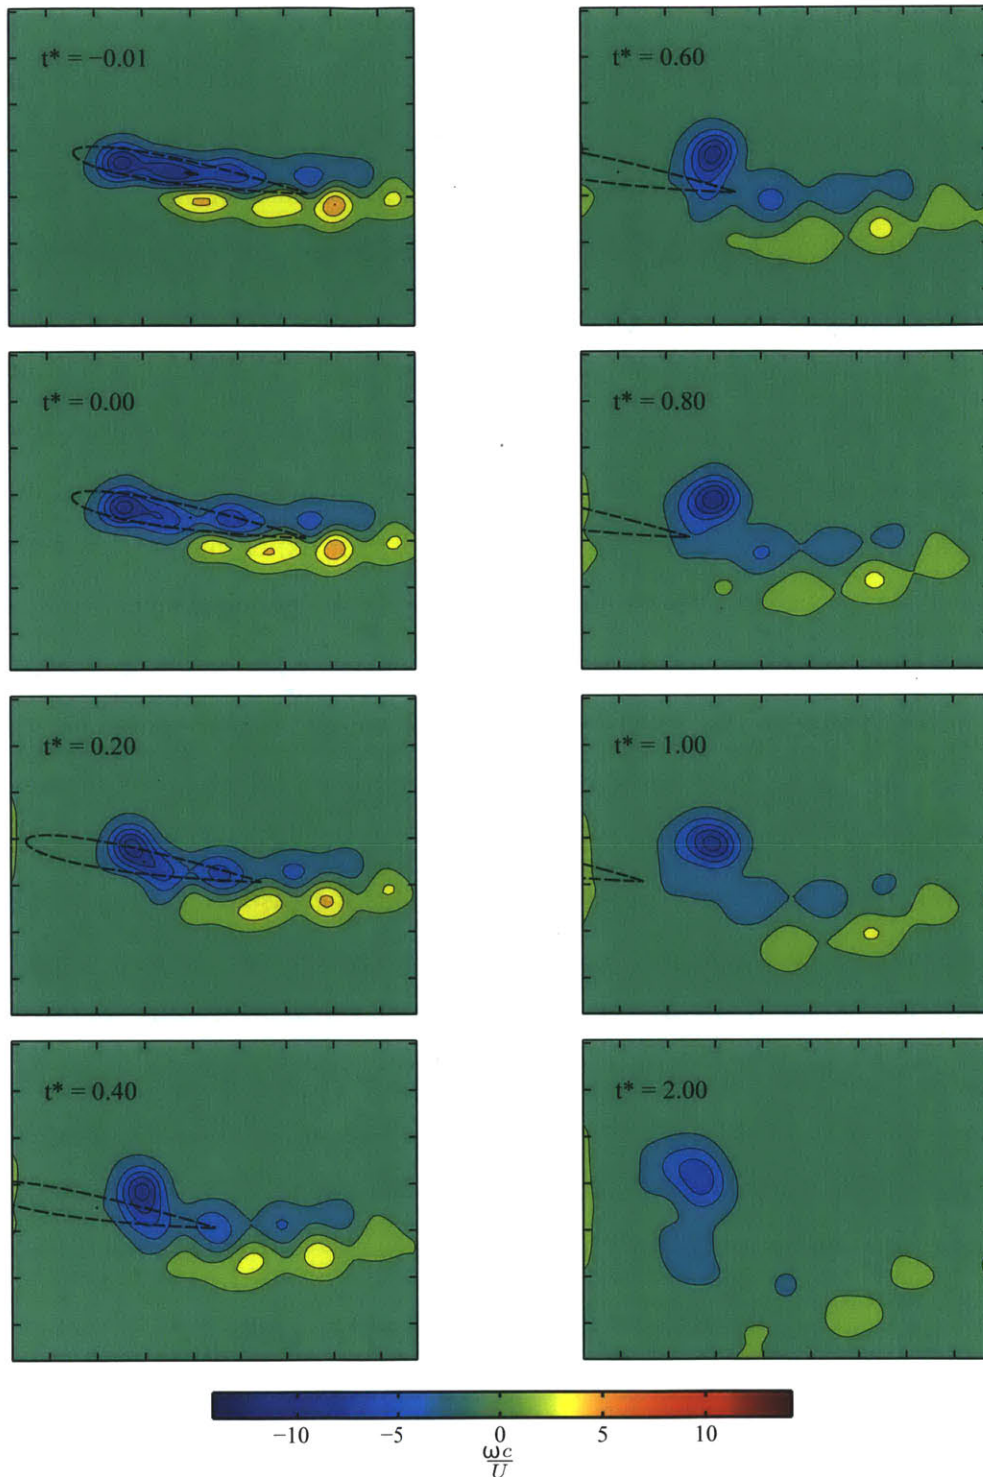 t* = −0.01
t* = 0.00
t* = 0.20
t* = 0.40
t* = 0.60
t* = 0.80
t* = 1.00
t* = 2.00
−10 −5 0 5 10
ωc
U